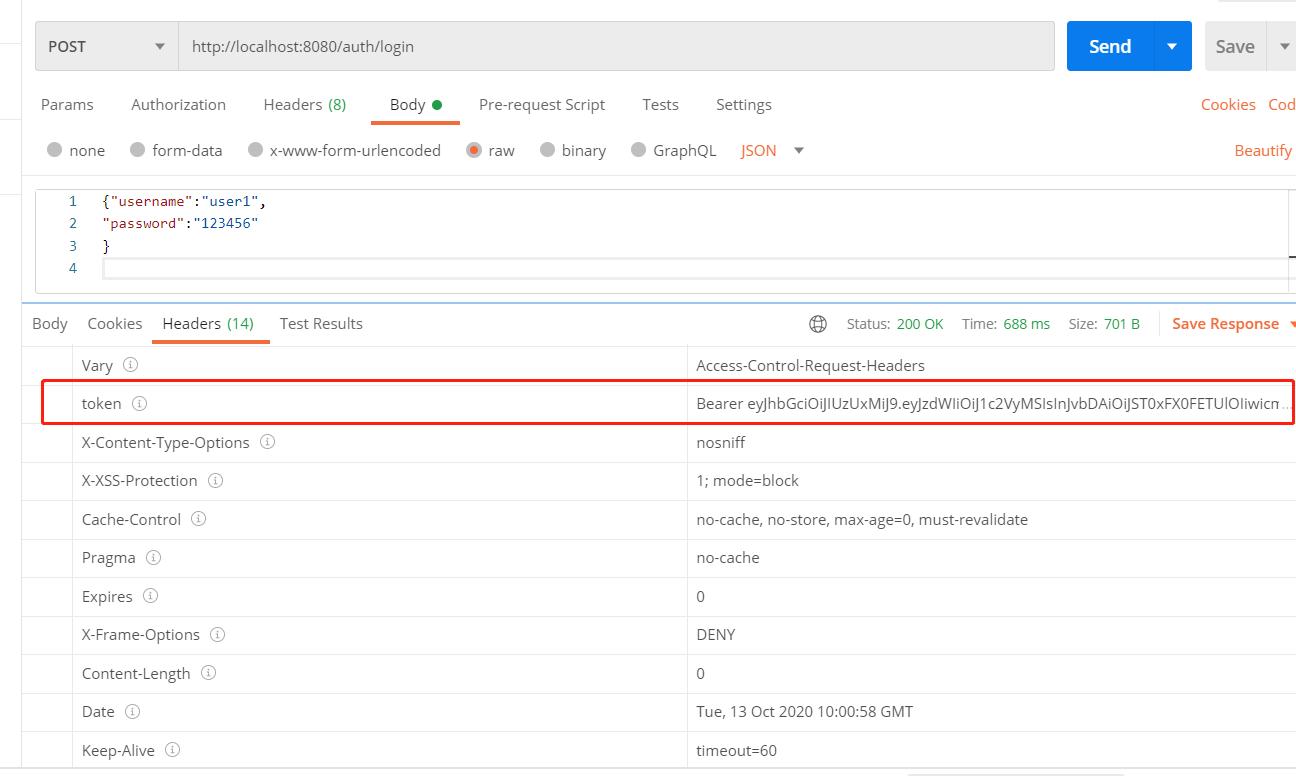 POST http://localhost:8080/auth/login Send Save
Params Authorization Headers (8) Body Pre-request Script Tests Settings Cookies Cod
none form-data x-www-form-urlencoded raw binary GraphQL JSON Beautify
1 {"username":"user1",
2 "password":"123456"
3 }
4
Body Cookies Headers (14) Test Results Status: 200 OK Time: 688 ms Size: 701 B Save Response
Vary Access-Control-Request-Headers
token Bearer eyJhbGciOiJIUzUxMiJ9.eyJzdWIiOiJ1c2VyMSIsInJvbDAiOiJST0xFX0FETUlOIiwicm...
X-Content-Type-Options nosniff
X-XSS-Protection 1; mode=block
Cache-Control no-cache, no-store, max-age=0, must-revalidate
Pragma no-cache
Expires 0
X-Frame-Options DENY
Content-Length 0
Date Tue, 13 Oct 2020 10:00:58 GMT
Keep-Alive timeout=60